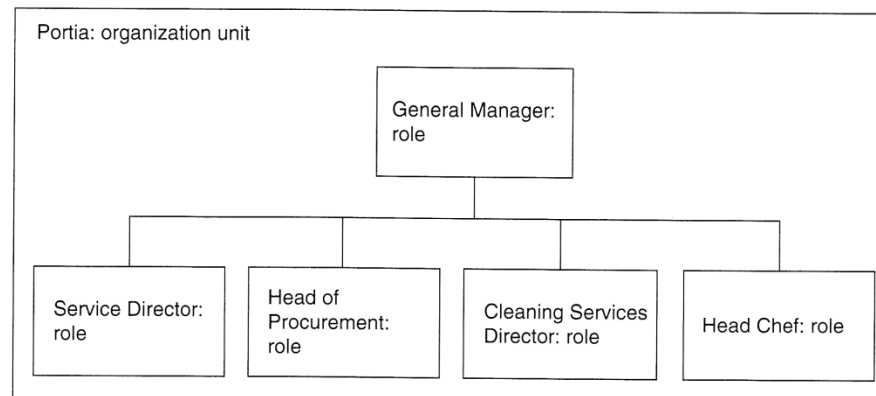 Portia: organization unit
General Manager:
role
Service Director:
role
Head of
Procurement:
role
Cleaning Services
Director: role
Head Chef: role